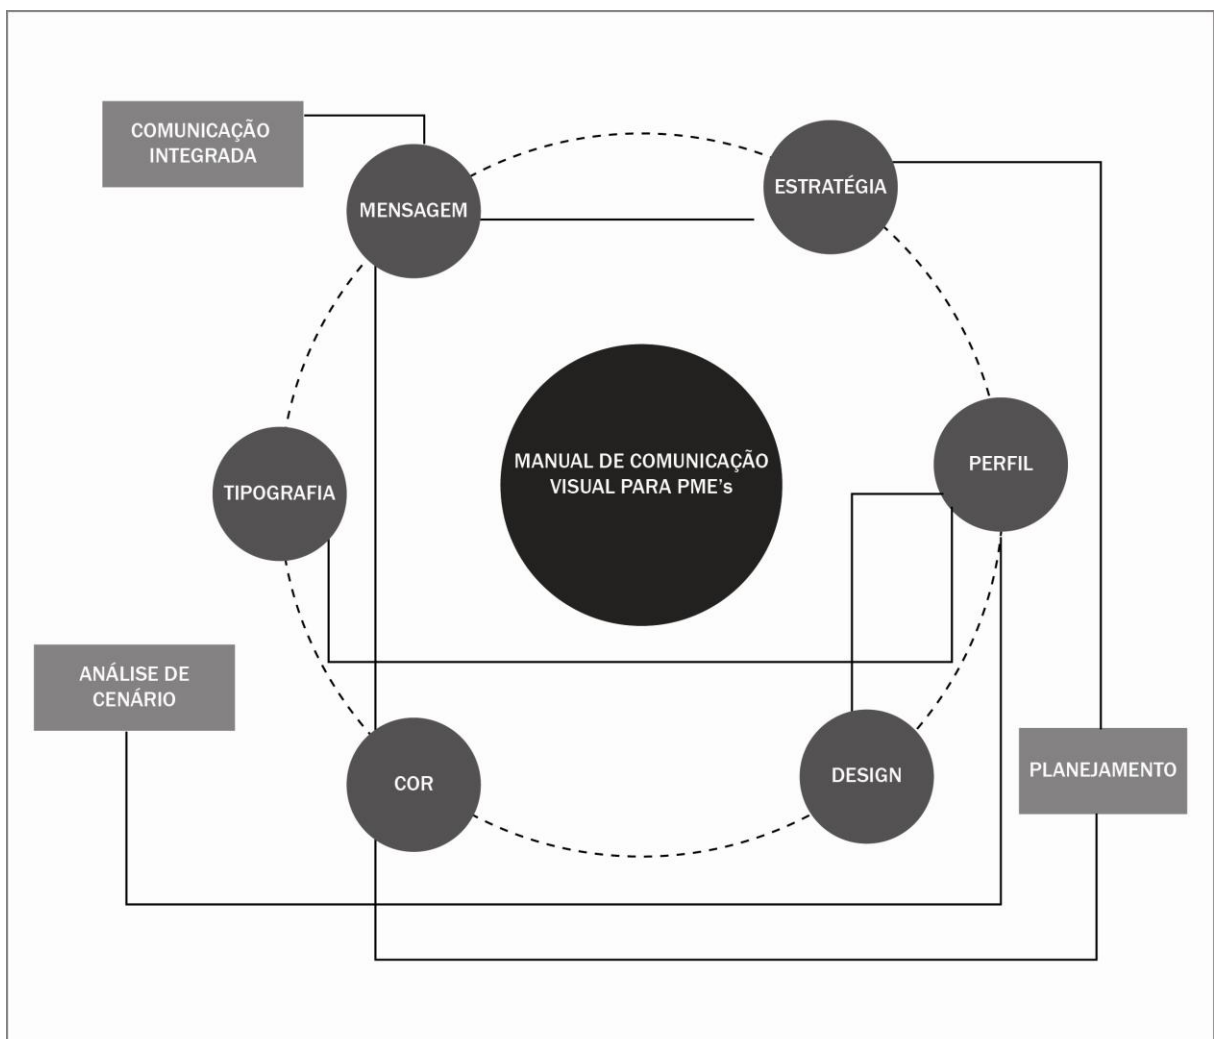 COMUNICAÇÃO
INTEGRADA
MENSAGEM
ESTRATÉGIA
MANUAL DE COMUNICAÇÃO
VISUAL PARA PME's
PERFIL
TIPOGRAFIA
ANÁLISE DE
CENÁRIO
COR
DESIGN
PLANEJAMENTO